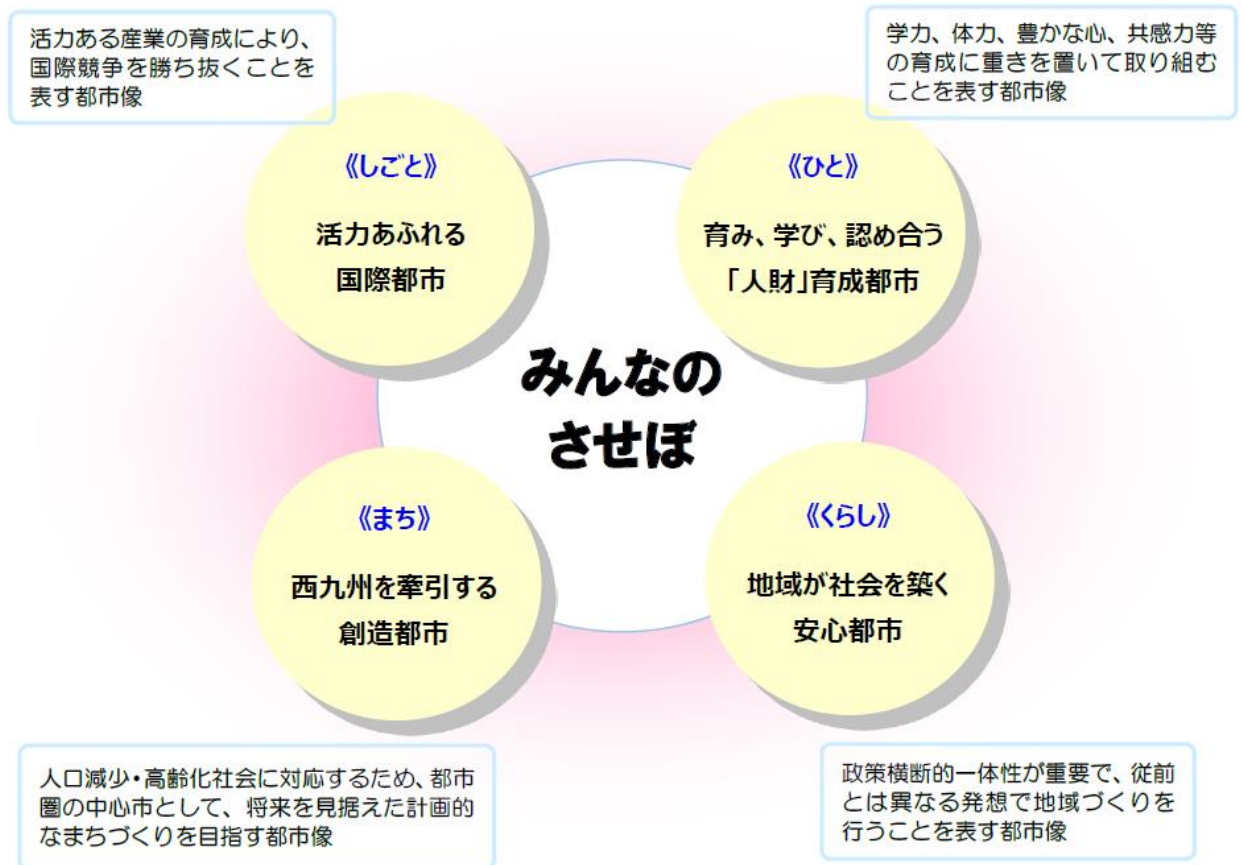 活力ある産業の育成により、
国際競争を勝ち抜くことを
表す都市像
学力、体力、豊かな心、共感力等
の育成に重きを置いて取り組む
ことを表す都市像
《しごと》
活力あふれる
国際都市
《ひと》
育み、学び、認め合う
「人財」育成都市
みんなの
させぼ
《まち》
西九州を牽引する
創造都市
《くらし》
地域が社会を築く
安心都市
人口減少・高齢化社会に対応するため、都市
圏の中心市として、将来を見据えた計画的
なまちづくりを目指す都市像
政策横断的一体性が重要で、従前
とは異なる発想で地域づくりを
行うことを表す都市像